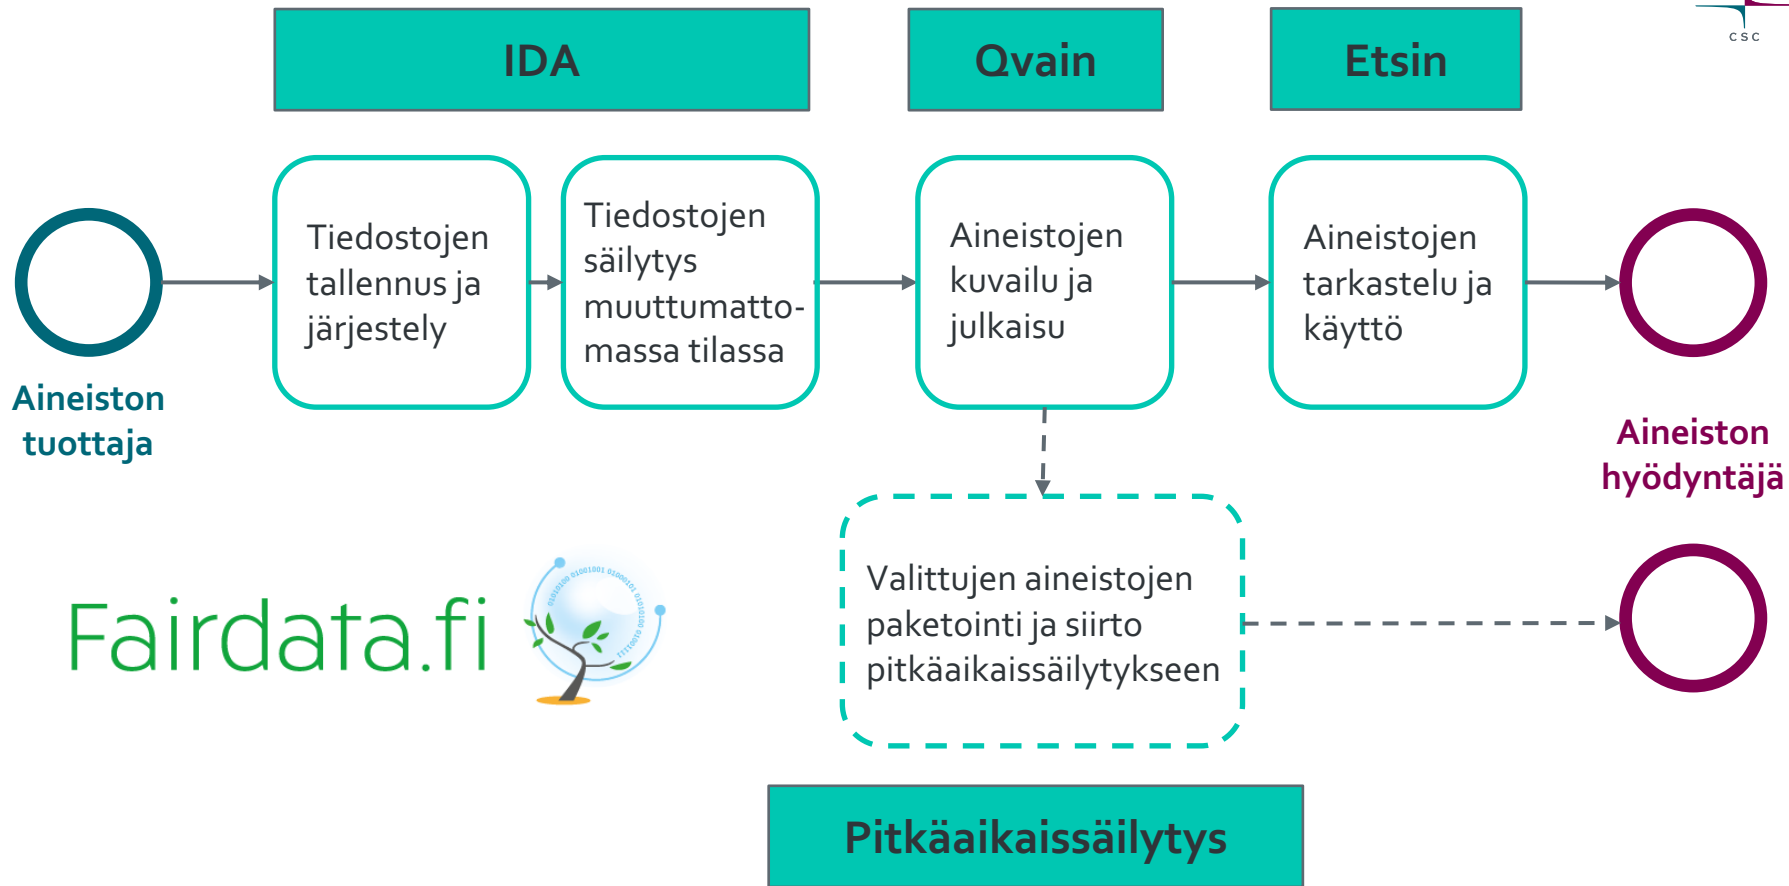 csc
IDA
Qvain
Etsin
Tiedostojen
tallennus ja
järjestely
Tiedostojen
säilytys
muuttumatto-
massa tilassa
Aineistojen
kuvailu ja
julkaisu
Aineistojen
tarkastelu ja
käyttö
Aineiston
tuottaja
Aineiston
hyödyntäjä
Valittujen aineistojen
paketointi ja siirto
pitkäaikaissäilytykseen
Fairdata.fi
Pitkäaikaissäilytys